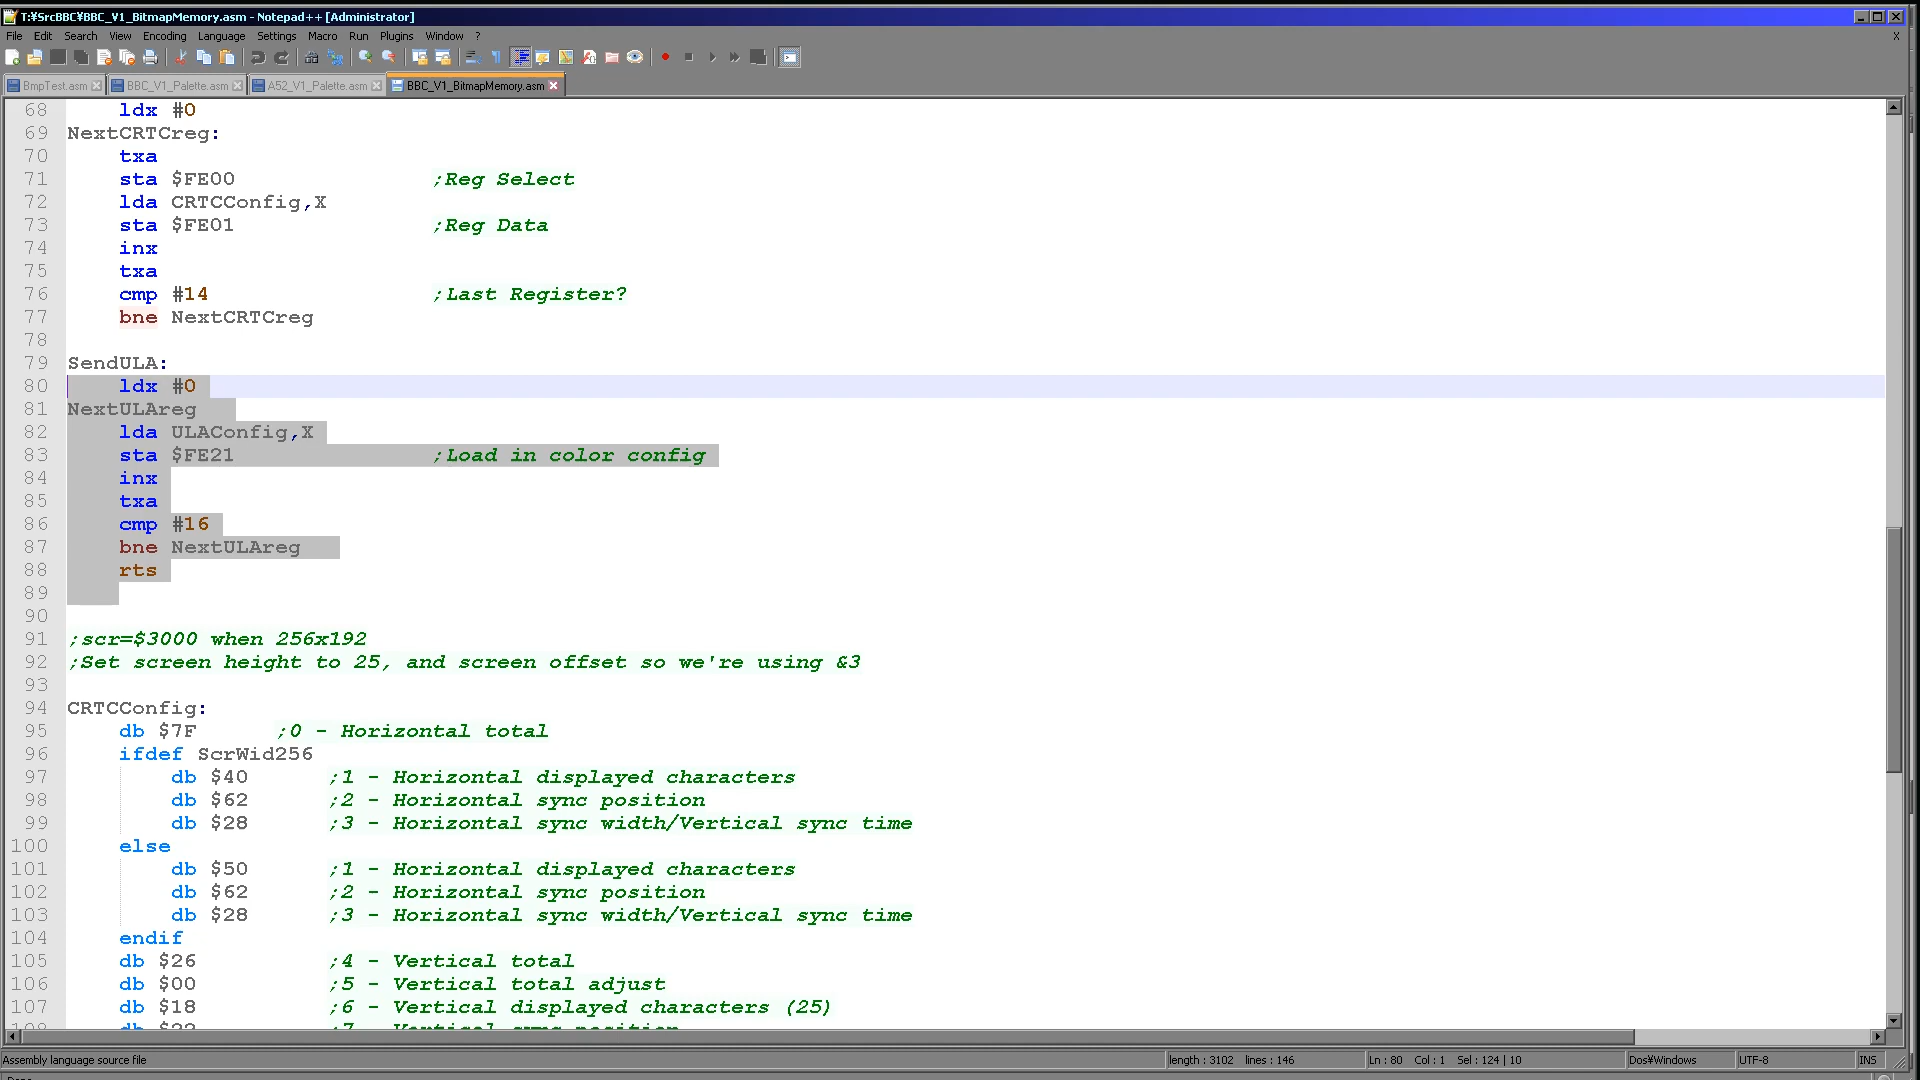 T:¥SrcBBC¥BBC_V1_BitmapMemory.asm - Notepad++ [Administrator]
File Edit Search View Encoding Language Settings Macro Run Plugins Window ? X
BmpTest.asm BBC_V1_Palette.asm A52_V1_Palette.asm BBC_V1_BitmapMemory.asm
68 ldx #0
69 NextCRTCreg:
70 txa
71 sta $FE00 ;Reg Select
72 lda CRTCConfig,X
73 sta $FE01 ;Reg Data
74 inx
75 txa
76 cmp #14 ;Last Register?
77 bne NextCRTCreg
78
79 SendULA:
80 ldx #0
81 NextULAreg
82 lda ULAConfig,X
83 sta $FE21 ;Load in color config
84 inx
85 txa
86 cmp #16
87 bne NextULAreg
88 rts
89
90
91 ;scr=$3000 when 256x192
92 ;Set screen height to 25, and screen offset so we're using &3
93
94 CRTCConfig:
95 db $7F ;0 - Horizontal total
96 ifdef ScrWid256
97 db $40 ;1 - Horizontal displayed characters
98 db $62 ;2 - Horizontal sync position
99 db $28 ;3 - Horizontal sync width/Vertical sync time
100 else
101 db $50 ;1 - Horizontal displayed characters
102 db $62 ;2 - Horizontal sync position
103 db $28 ;3 - Horizontal sync width/Vertical sync time
104 endif
105 db $26 ;4 - Vertical total
106 db $00 ;5 - Vertical total adjust
107 db $18 ;6 - Vertical displayed characters (25)
Assembly language source file length : 3102 lines : 146 Ln : 80 Col : 1 Sel : 124 | 10 Dos¥Windows UTF-8 INS